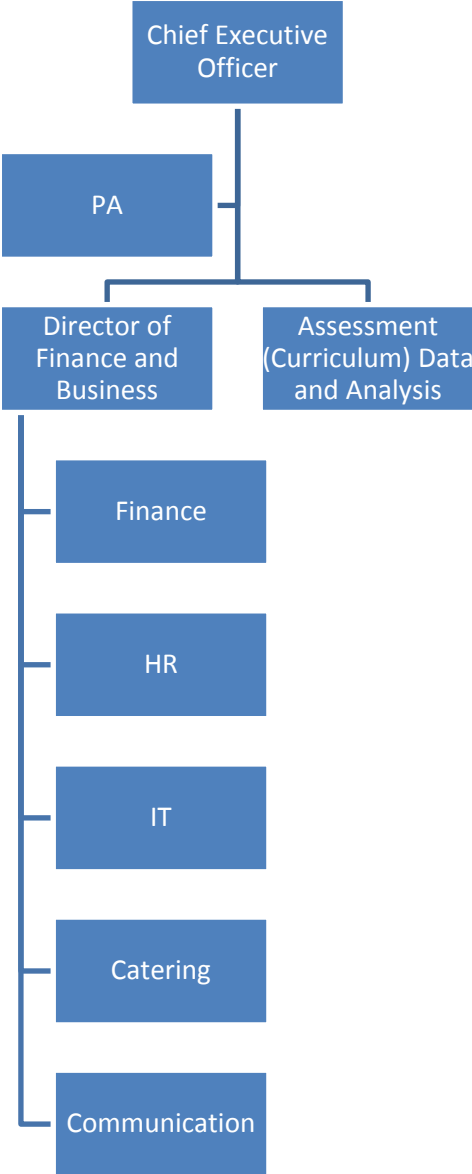 Chief Executive
Officer
PA
Director of
Finance and
Business
Assessment
(Curriculum) Data
and Analysis
Finance
HR
IT
Catering
Communication